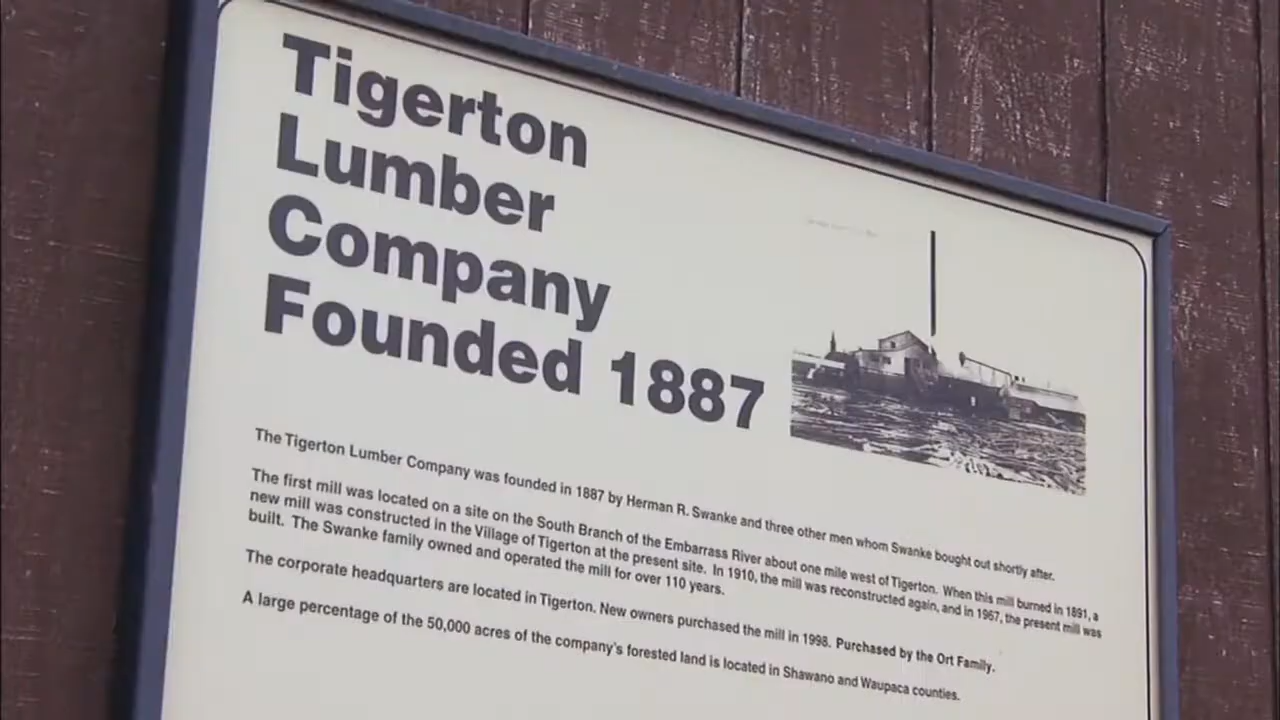 Tigerton
Lumber
Company
Founded 1887
The Tigerton Lumber Company was founded in 1887 by Herman R. Swanke and three other men whom Swanke bought out shortly after.
The first mill was located on a site on the South Branch of the Embarrass River about one mile west of Tigerton. When this mill burned in 1891, a
new mill was constructed in the Village of Tigerton at the present site. In 1910, the mill was reconstructed again, and in 1967, the present mill was
built. The Swanke family owned and operated the mill for over 110 years.
The corporate headquarters are located in Tigerton. New owners purchased the mill in 1998. Purchased by the Ort Family.
A large percentage of the 50,000 acres of the company's forested land is located in Shawano and Waupaca counties.